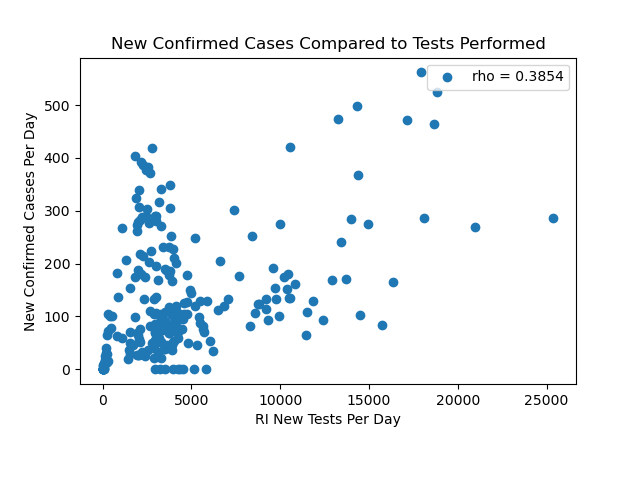 New Confirmed Cases Compared to Tests Performed
rho = 0.3854
New Confirmed Caeses Per Day
500
400
300
200
100
0
0 5000 10000 15000 20000 25000
RI New Tests Per Day